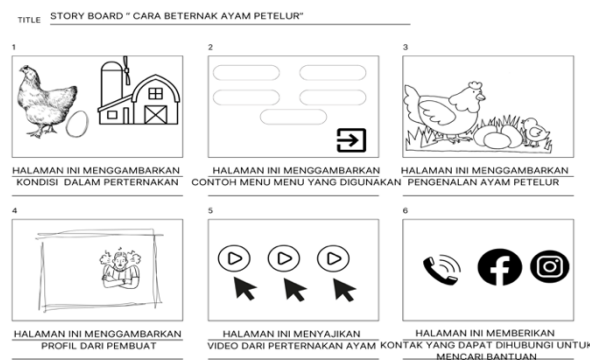 TITLE STORY BOARD " CARA BETERNAK AYAM PETELUR"
1
2
3
HALAMAN INI MENGGAMBARKAN
KONDISI DALAM PERTERNAKAN
HALAMAN INI MENGGAMBARKAN
CONTOH MENU MENU YANG DIGUNAKAN
HALAMAN INI MENGGAMBARKAN
PENGENALAN AYAM PETELUR
4
5
6
HALAMAN INI MENGGAMBARKAN
PROFIL DARI PEMBUAT
HALAMAN INI MENYAJIKAN
VIDEO DARI PERTERNAKAN AYAM
HALAMAN INI MEMBERIKAN
KONTAK YANG DAPAT DIHUBUNGI UNTUK
MENCARI BANTUAN